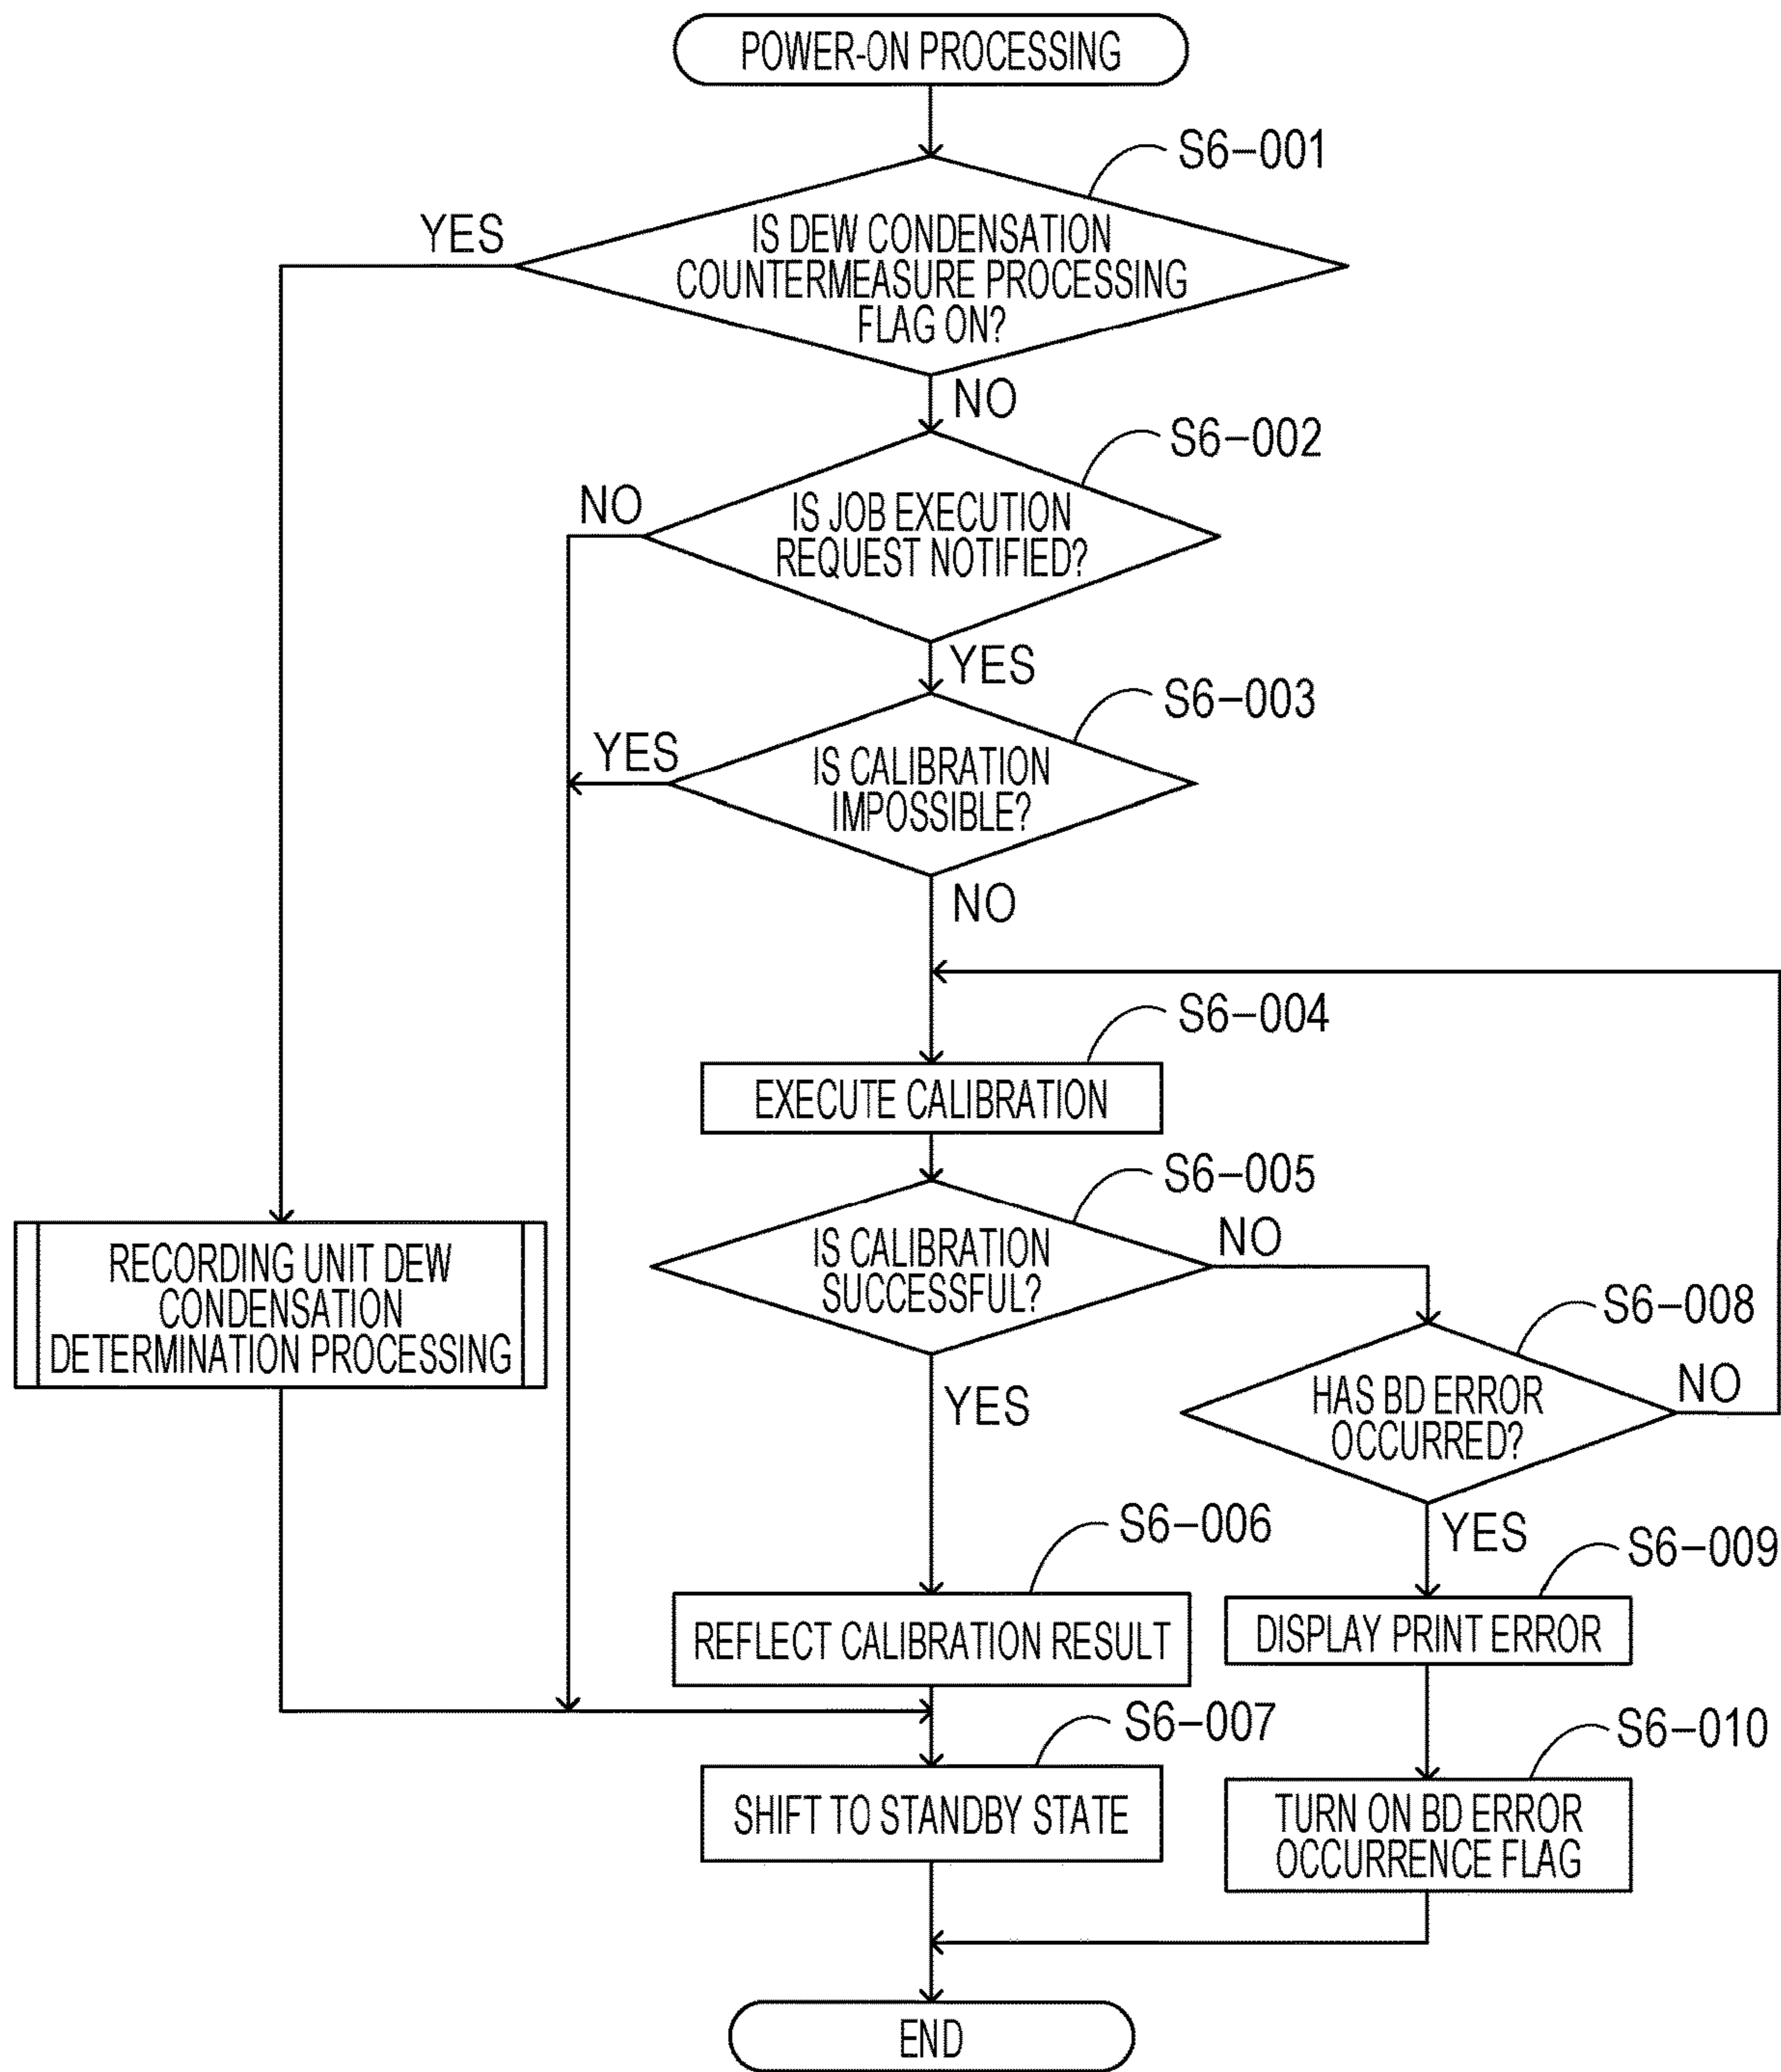 POWER-ON PROCESSING
S6-001
YES
IS DEW CONDENSATION
COUNTERMEASURE PROCESSING
FLAG ON?
NO
S6-002
NO
IS JOB EXECUTION
REQUEST NOTIFIED?
YES
S6-003
YES
IS CALIBRATION
IMPOSSIBLE?
NO
S6-004
EXECUTE CALIBRATION
S6-005
IS CALIBRATION
SUCCESSFUL?
NO
RECORDING UNIT DEW
CONDENSATION
DETERMINATION PROCESSING
S6-008
HAS BD ERROR
OCCURRED?
NO
YES
YES
S6-006
REFLECT CALIBRATION RESULT
S6-009
DISPLAY PRINT ERROR
S6-007
SHIFT TO STANDBY STATE
S6-010
TURN ON BD ERROR
OCCURRENCE FLAG
END